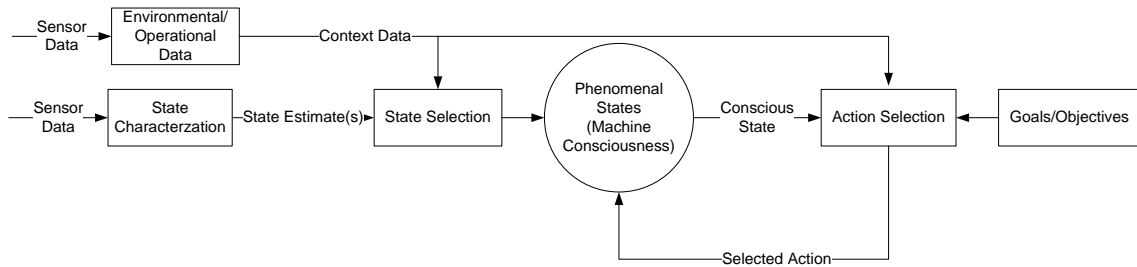 Sensor
Data
Environmental/
Operational
Data
Context Data
Sensor
Data
State
Characterzation
State Estimate(s)
State Selection
Phenomenal
States
(Machine
Consciousness)
Conscious
State
Action Selection
Goals/Objectives
Selected Action